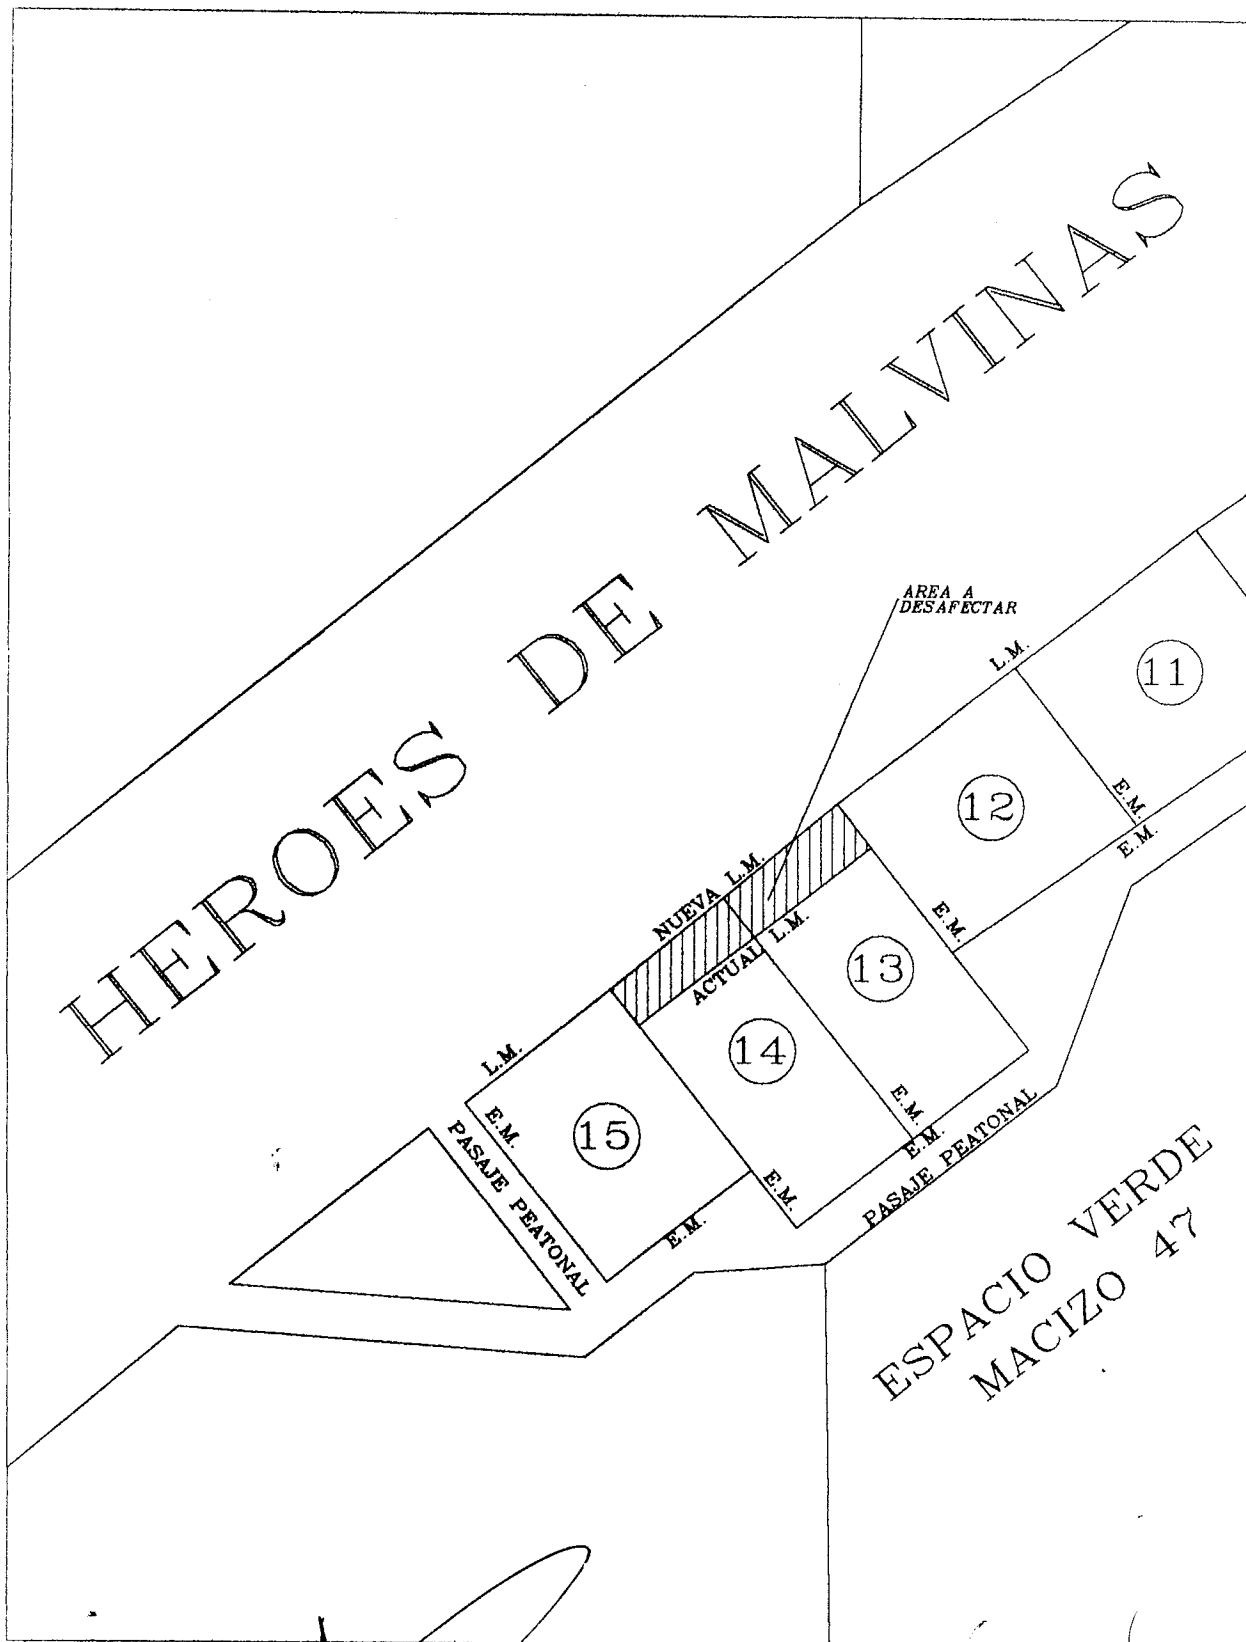 HEROES DE MALVINAS
AREA A
DESAFECTAR
L.M.
11
12
E.M.
E.M.
NUEVA L.M.
ACTUAL L.M.
E.M.
13
14
L.M.
E.M.
15
PASAJE PEATONAL
E.M.
E.M.
E.M.
E.M.
PASAJE PEATONAL
ESPACIO VERDE
MACIZO 47